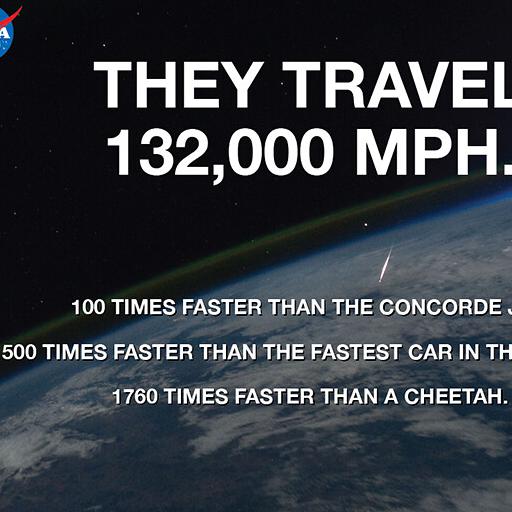 A
THEY TRAVEL
132,000 MPH.
100 TIMES FASTER THAN THE CONCORDE J
500 TIMES FASTER THAN THE FASTEST CAR IN TH
1760 TIMES FASTER THAN A CHEETAH.